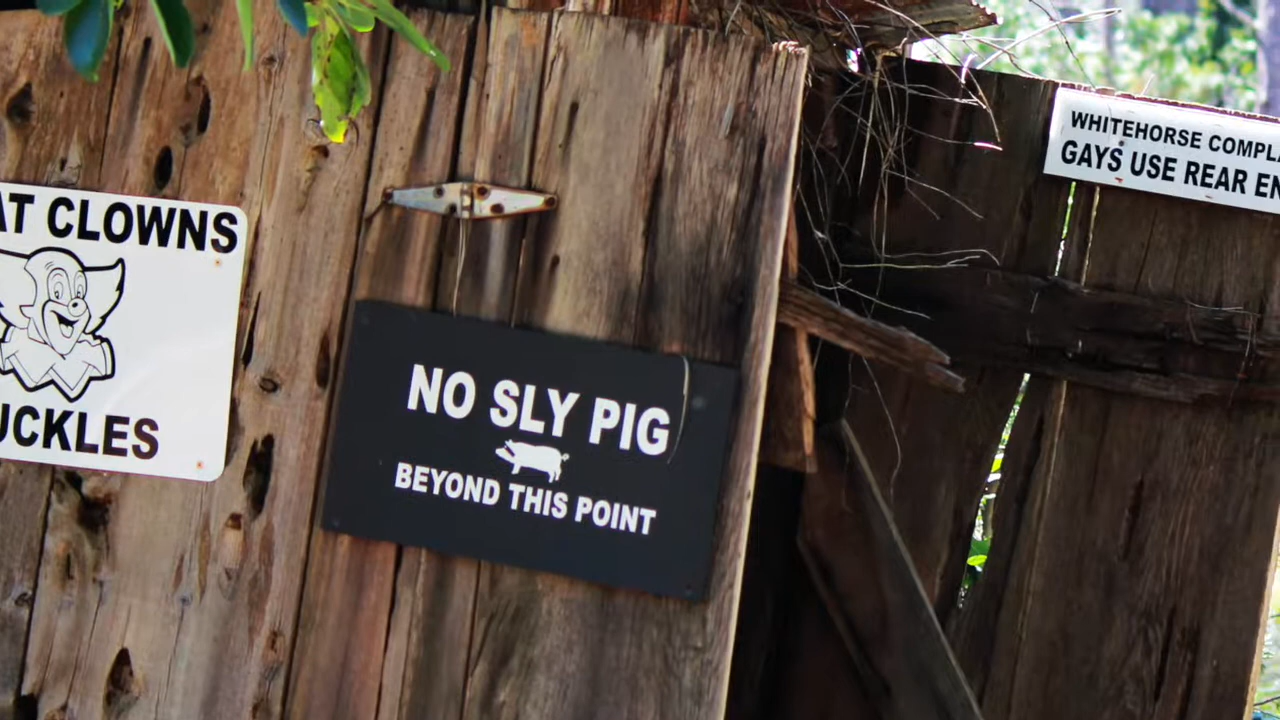 AT CLOWNS
UCKLES
NO SLY PIG
BEYOND THIS POINT
WHITEHORSE COMPLA
GAYS USE REAR EN